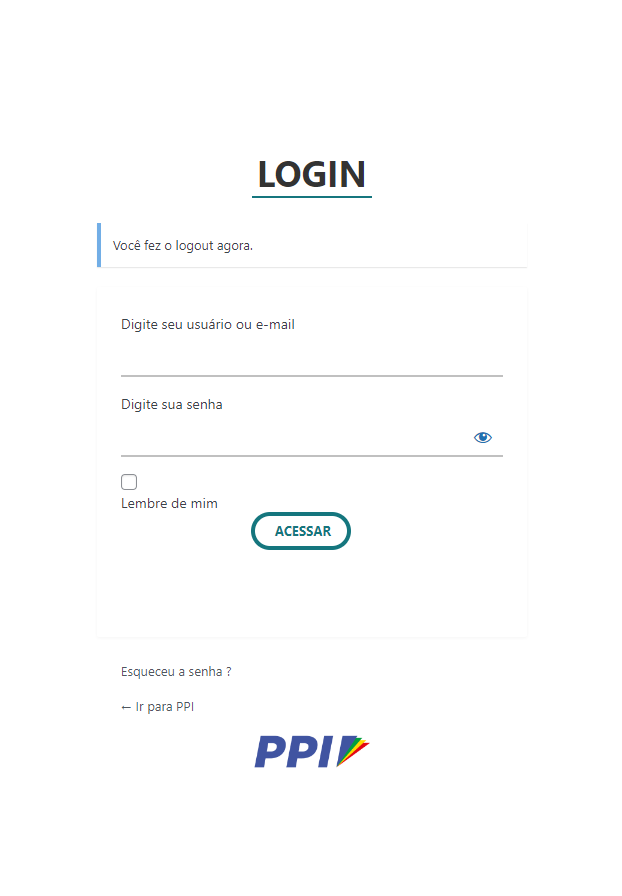 LOGIN
Você fez o logout agora.
Digite seu usuário ou e-mail
Digite sua senha
Lembre de mim
ACESSAR
Esqueceu a senha ?
← Ir para PPI
PPI